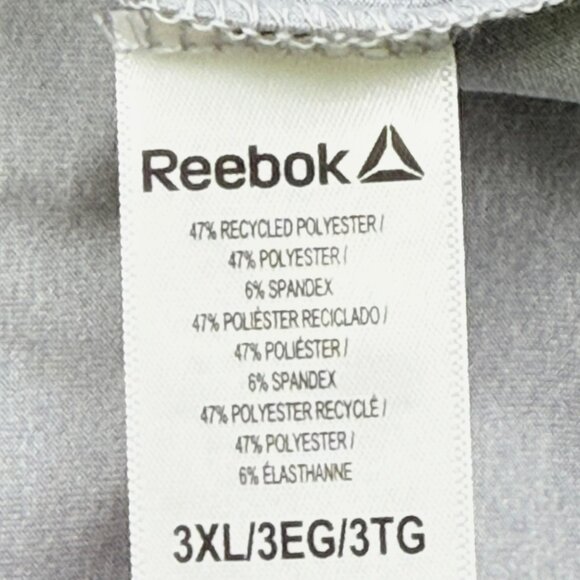 Reebok
47% RECYCLED POLYESTER /
47% POLYESTER /
6% SPANDEX
47% POLIÉSTER RECICLADO /
47% POLIÉSTER /
6% SPANDEX
47% POLYESTER RECYCLÉ /
47% POLYESTER /
6% ÉLASTHANNE
3XL/3EG/3TG